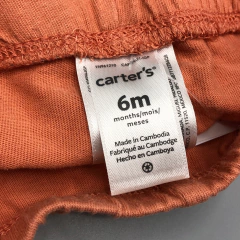 carter's
6m
months/mois/
meses
Made in Cambodia
Fabriqué au Cambodge
Hecho en Camboya